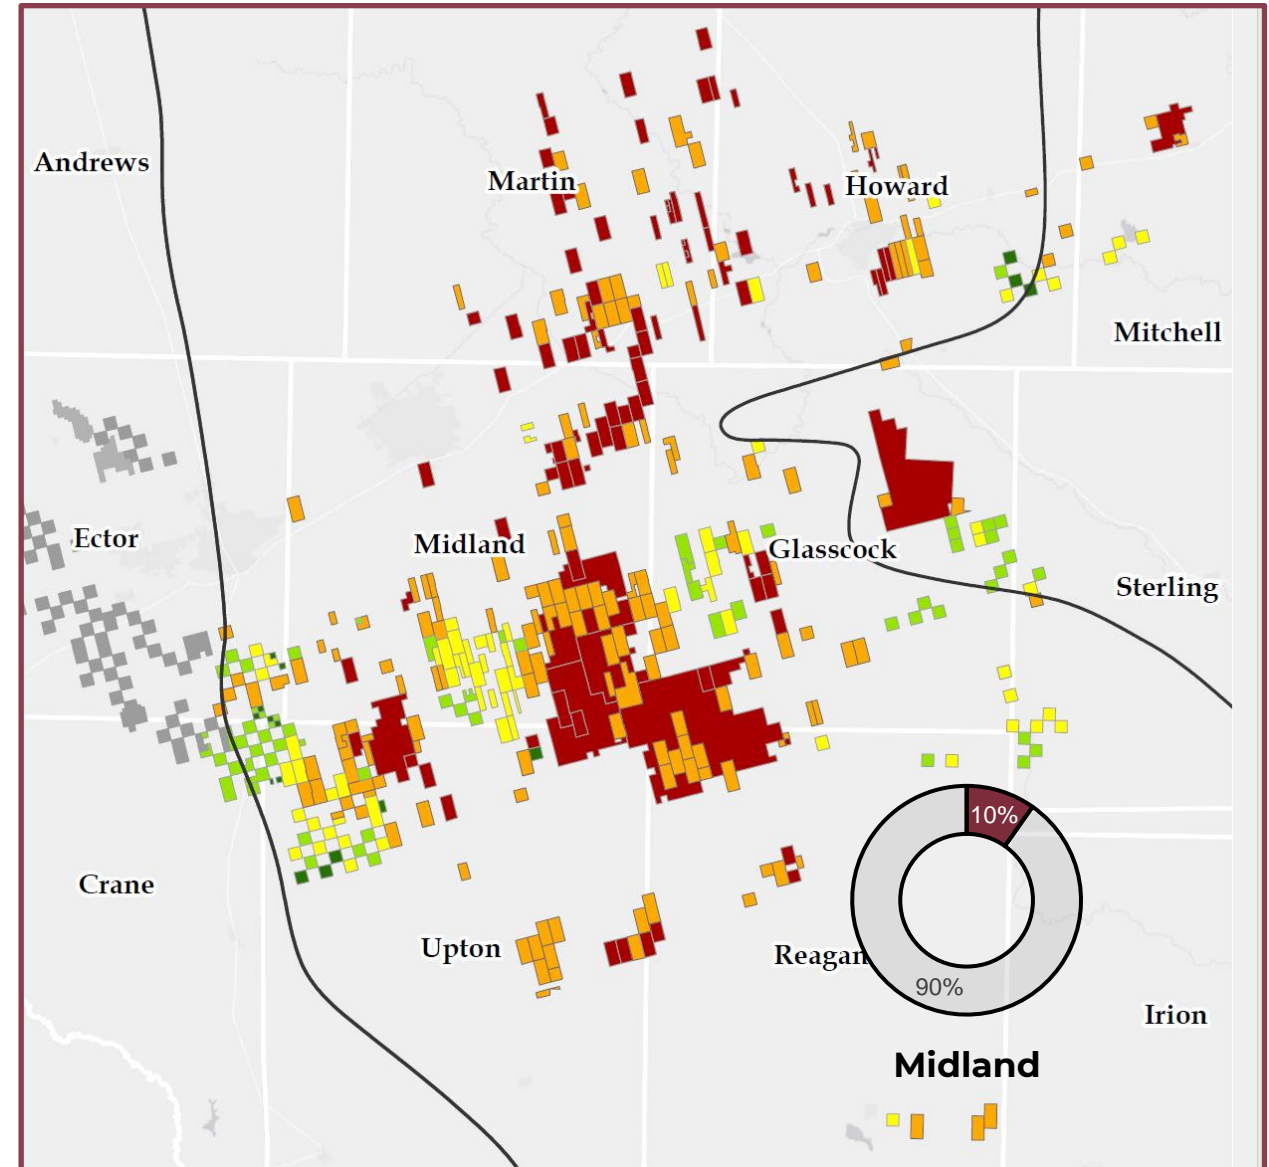 Andrews
Martin
Howard
Mitchell
Ector
Midland
Glasscock
Sterling
10%
Crane
Upton
Reagan
90%
Irion
Midland